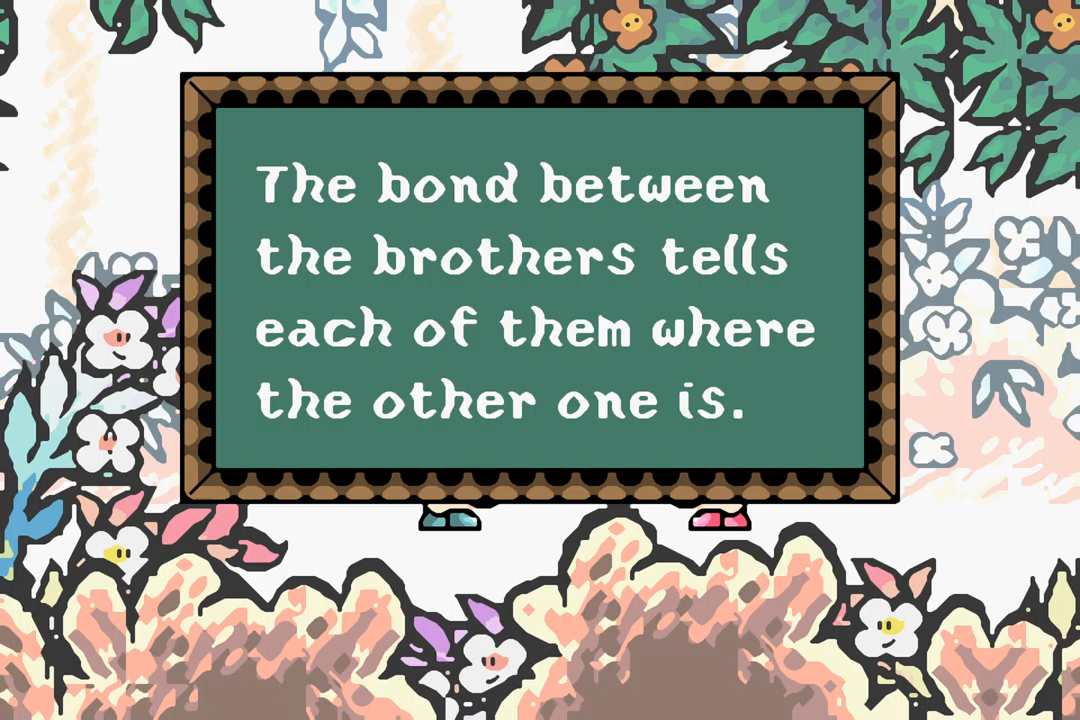 The bond between
the brothers tells
each of them where
the other one is.